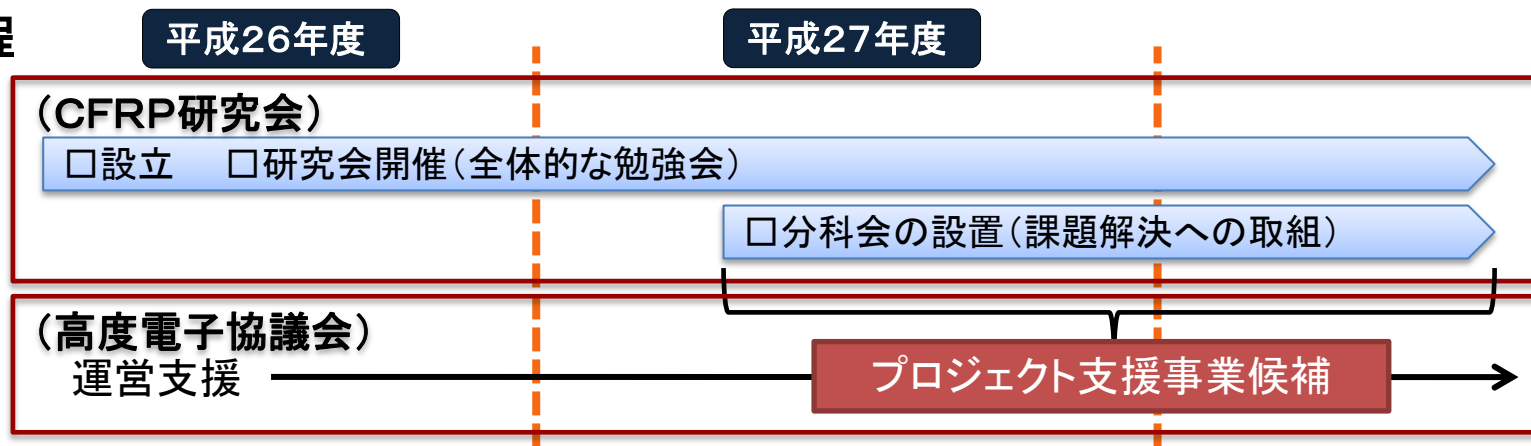 程
平成26年度
平成27年度
（CFRP研究会）
□設立　□研究会開催（全体的な勉強会）
□分科会の設置（課題解決への取組）
（高度電子協議会）
運営支援
プロジェクト支援事業候補